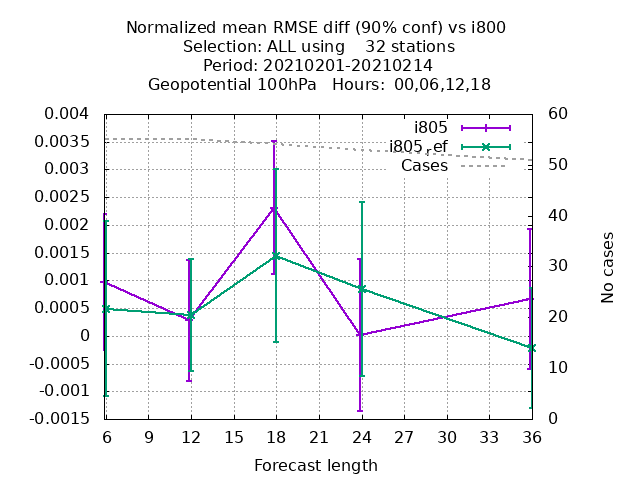 Normalized mean RMSE diff (90% conf) vs i800
Selection: ALL using    32 stations
Period: 20210201-20210214
Geopotential 100hPa   Hours:  00,06,12,18
i805
i805_ref
Cases
0.004
0.0035
0.003
0.0025
0.002
0.0015
0.001
0.0005
0
-0.0005
-0.001
-0.0015
60
50
40
30
20
10
0
No cases
6 9 12 15 18 21 24 27 30 33 36
Forecast length